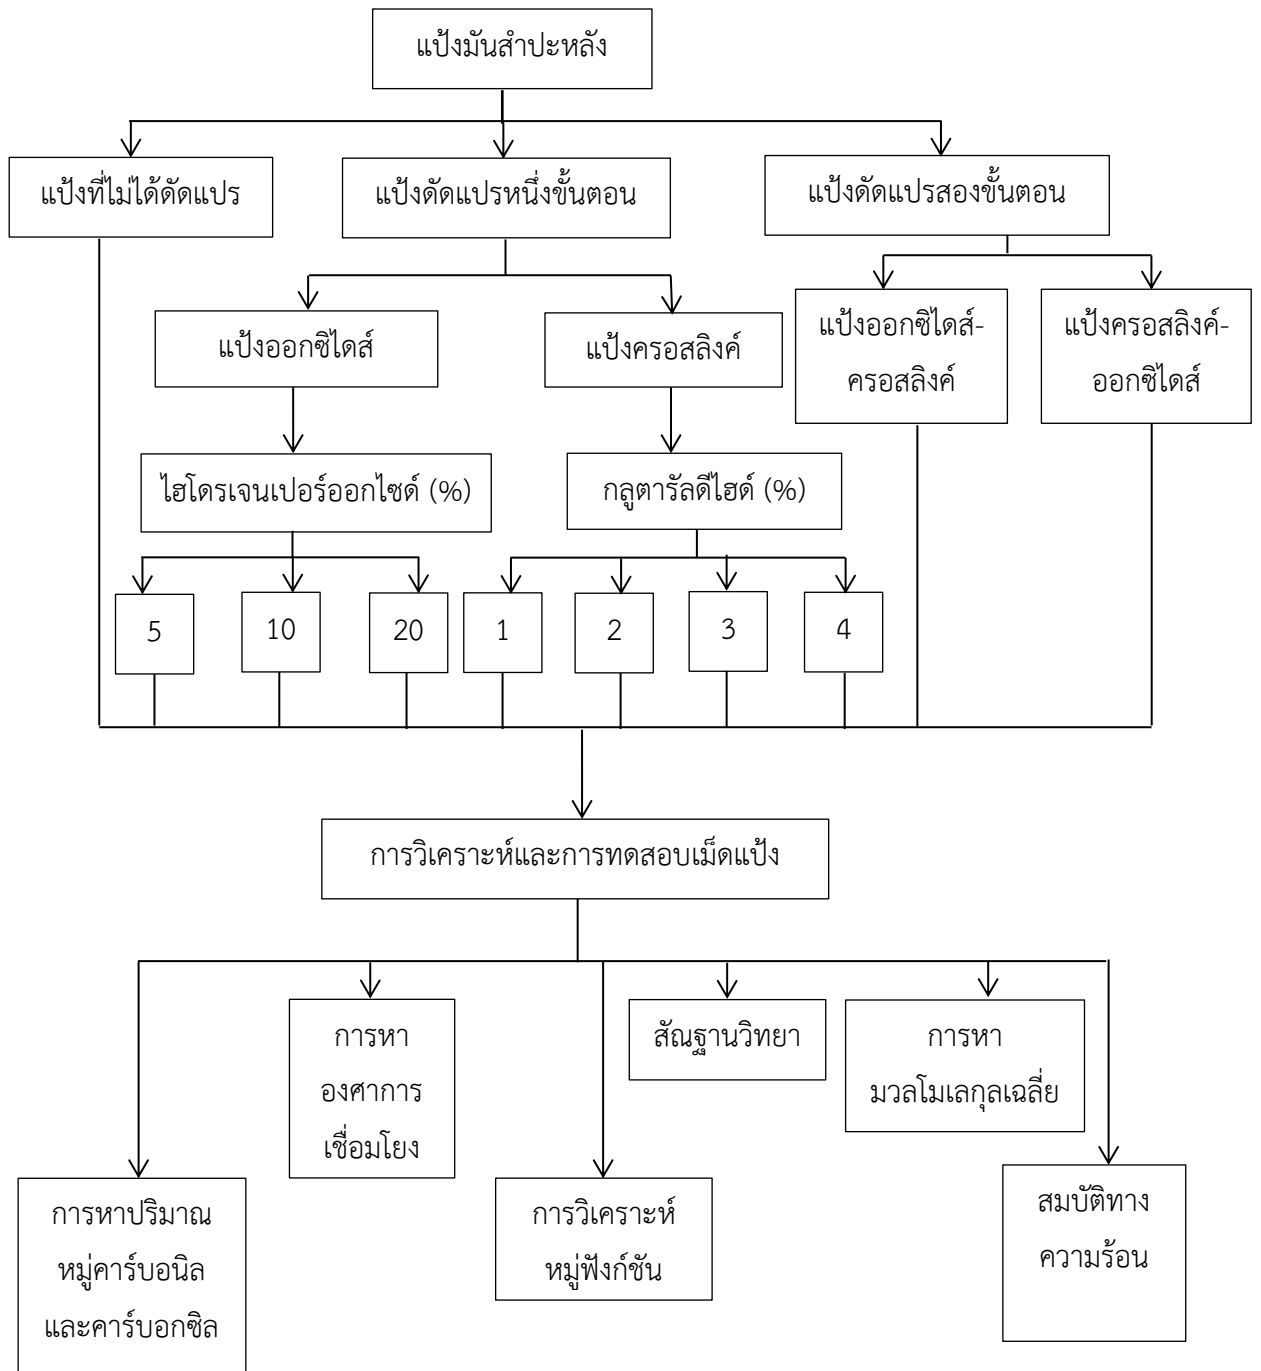 แป้งมันสำปะหลัง
แป้งที่ไม่ได้ดัดแปร
แป้งดัดแปรหนึ่งขั้นตอน
แป้งดัดแปรสองขั้นตอน
แป้งออกซิไดส์
แป้งครอสลิงค์
แป้งออกซิไดส์-
ครอสลิงค์
แป้งครอสลิงค์-
ออกซิไดส์
ไฮโดรเจนเปอร์ออกไซด์ (%)
กลูตารัลดีไฮด์ (%)
5
10
20
1
2
3
4
การวิเคราะห์และการทดสอบเม็ดแป้ง
การหา
องศาการ
เชื่อมโยง
สัณฐานวิทยา
การหา
มวลโมเลกุลเฉลี่ย
การหาปริมาณ
หมู่คาร์บอนิล
และคาร์บอกซิล
การวิเคราะห์
หมู่ฟังก์ชัน
สมบัติทาง
ความร้อน